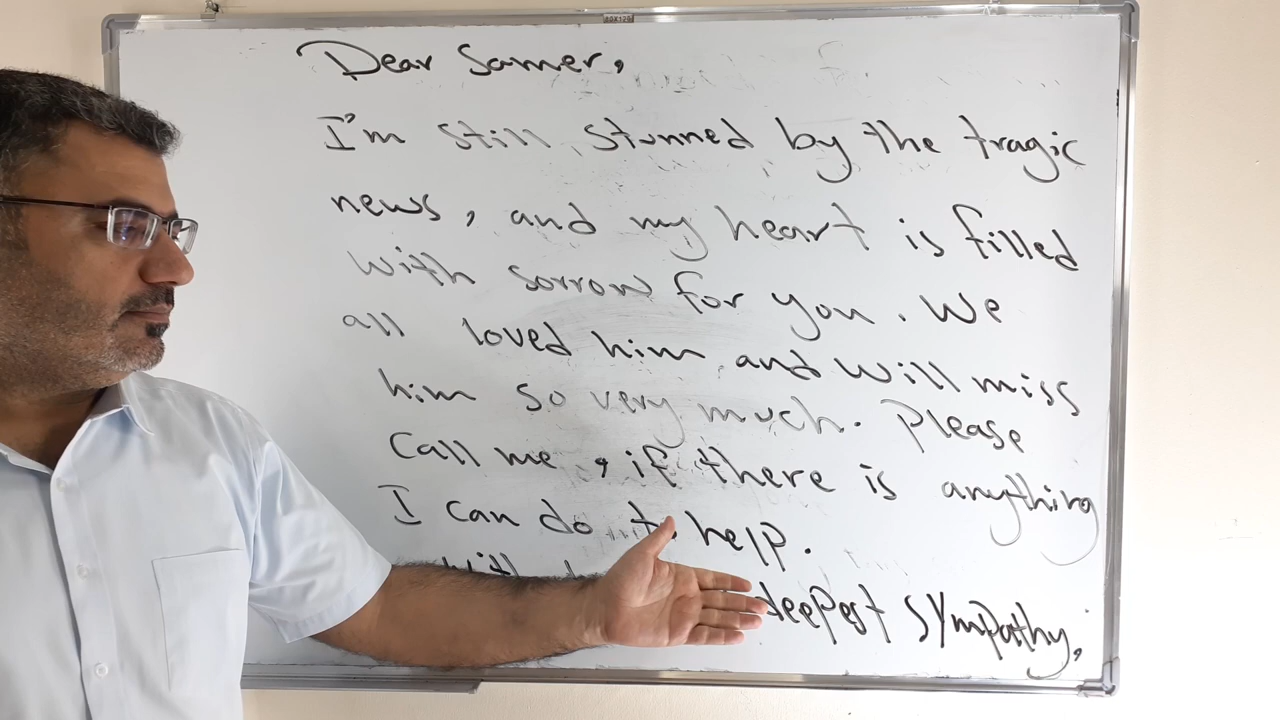 Dear Samer,
I'm still stunned by the tragic
news, and my heart is filled
with sorrow for you. We
all loved him and will miss
him so very much. Please
Call me, if there is anything
I can do to help.
With deepest sympathy,